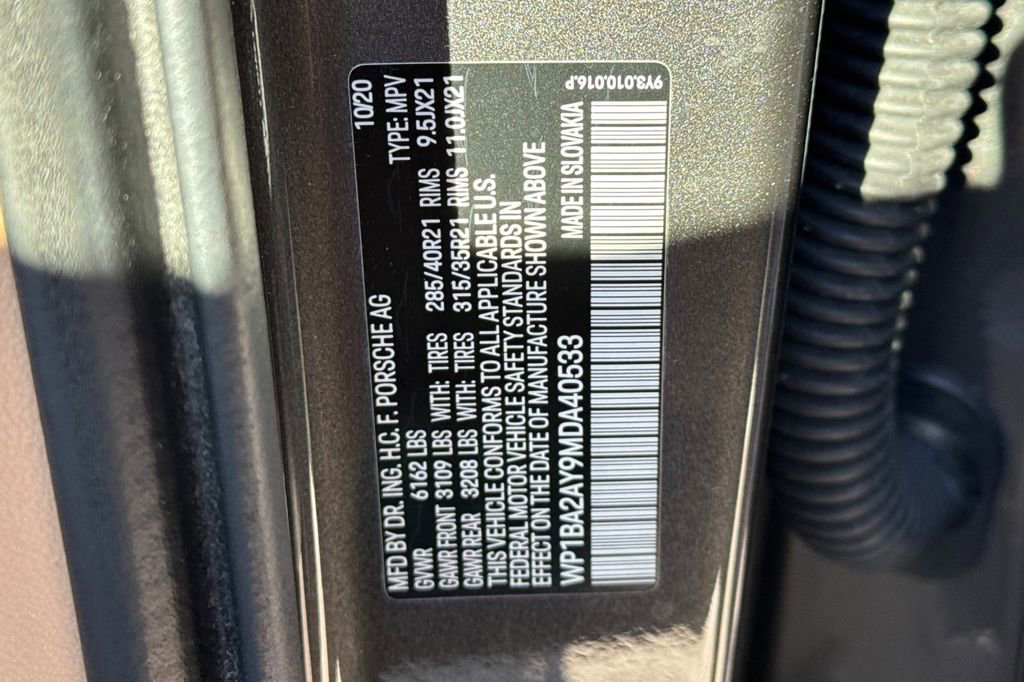 MFD BY DR. ING. H.C. F. PORSCHE AG 10/20
GVWR 6162 LBS TYPE: MPV
GAWR FRONT 3109 LBS WITH: TIRES 285/40R21 RIMS 9.5JX21
GAWR REAR 3208 LBS WITH: TIRES 315/35R21 RIMS 11.0JX21
THIS VEHICLE CONFORMS TO ALL APPLICABLE U.S.
FEDERAL MOTOR VEHICLE SAFETY STANDARDS IN
EFFECT ON THE DATE OF MANUFACTURE SHOWN ABOVE
WP1BA2AY9MDA40533 MADE IN SLOVAKIA
9Y3.010.016.P